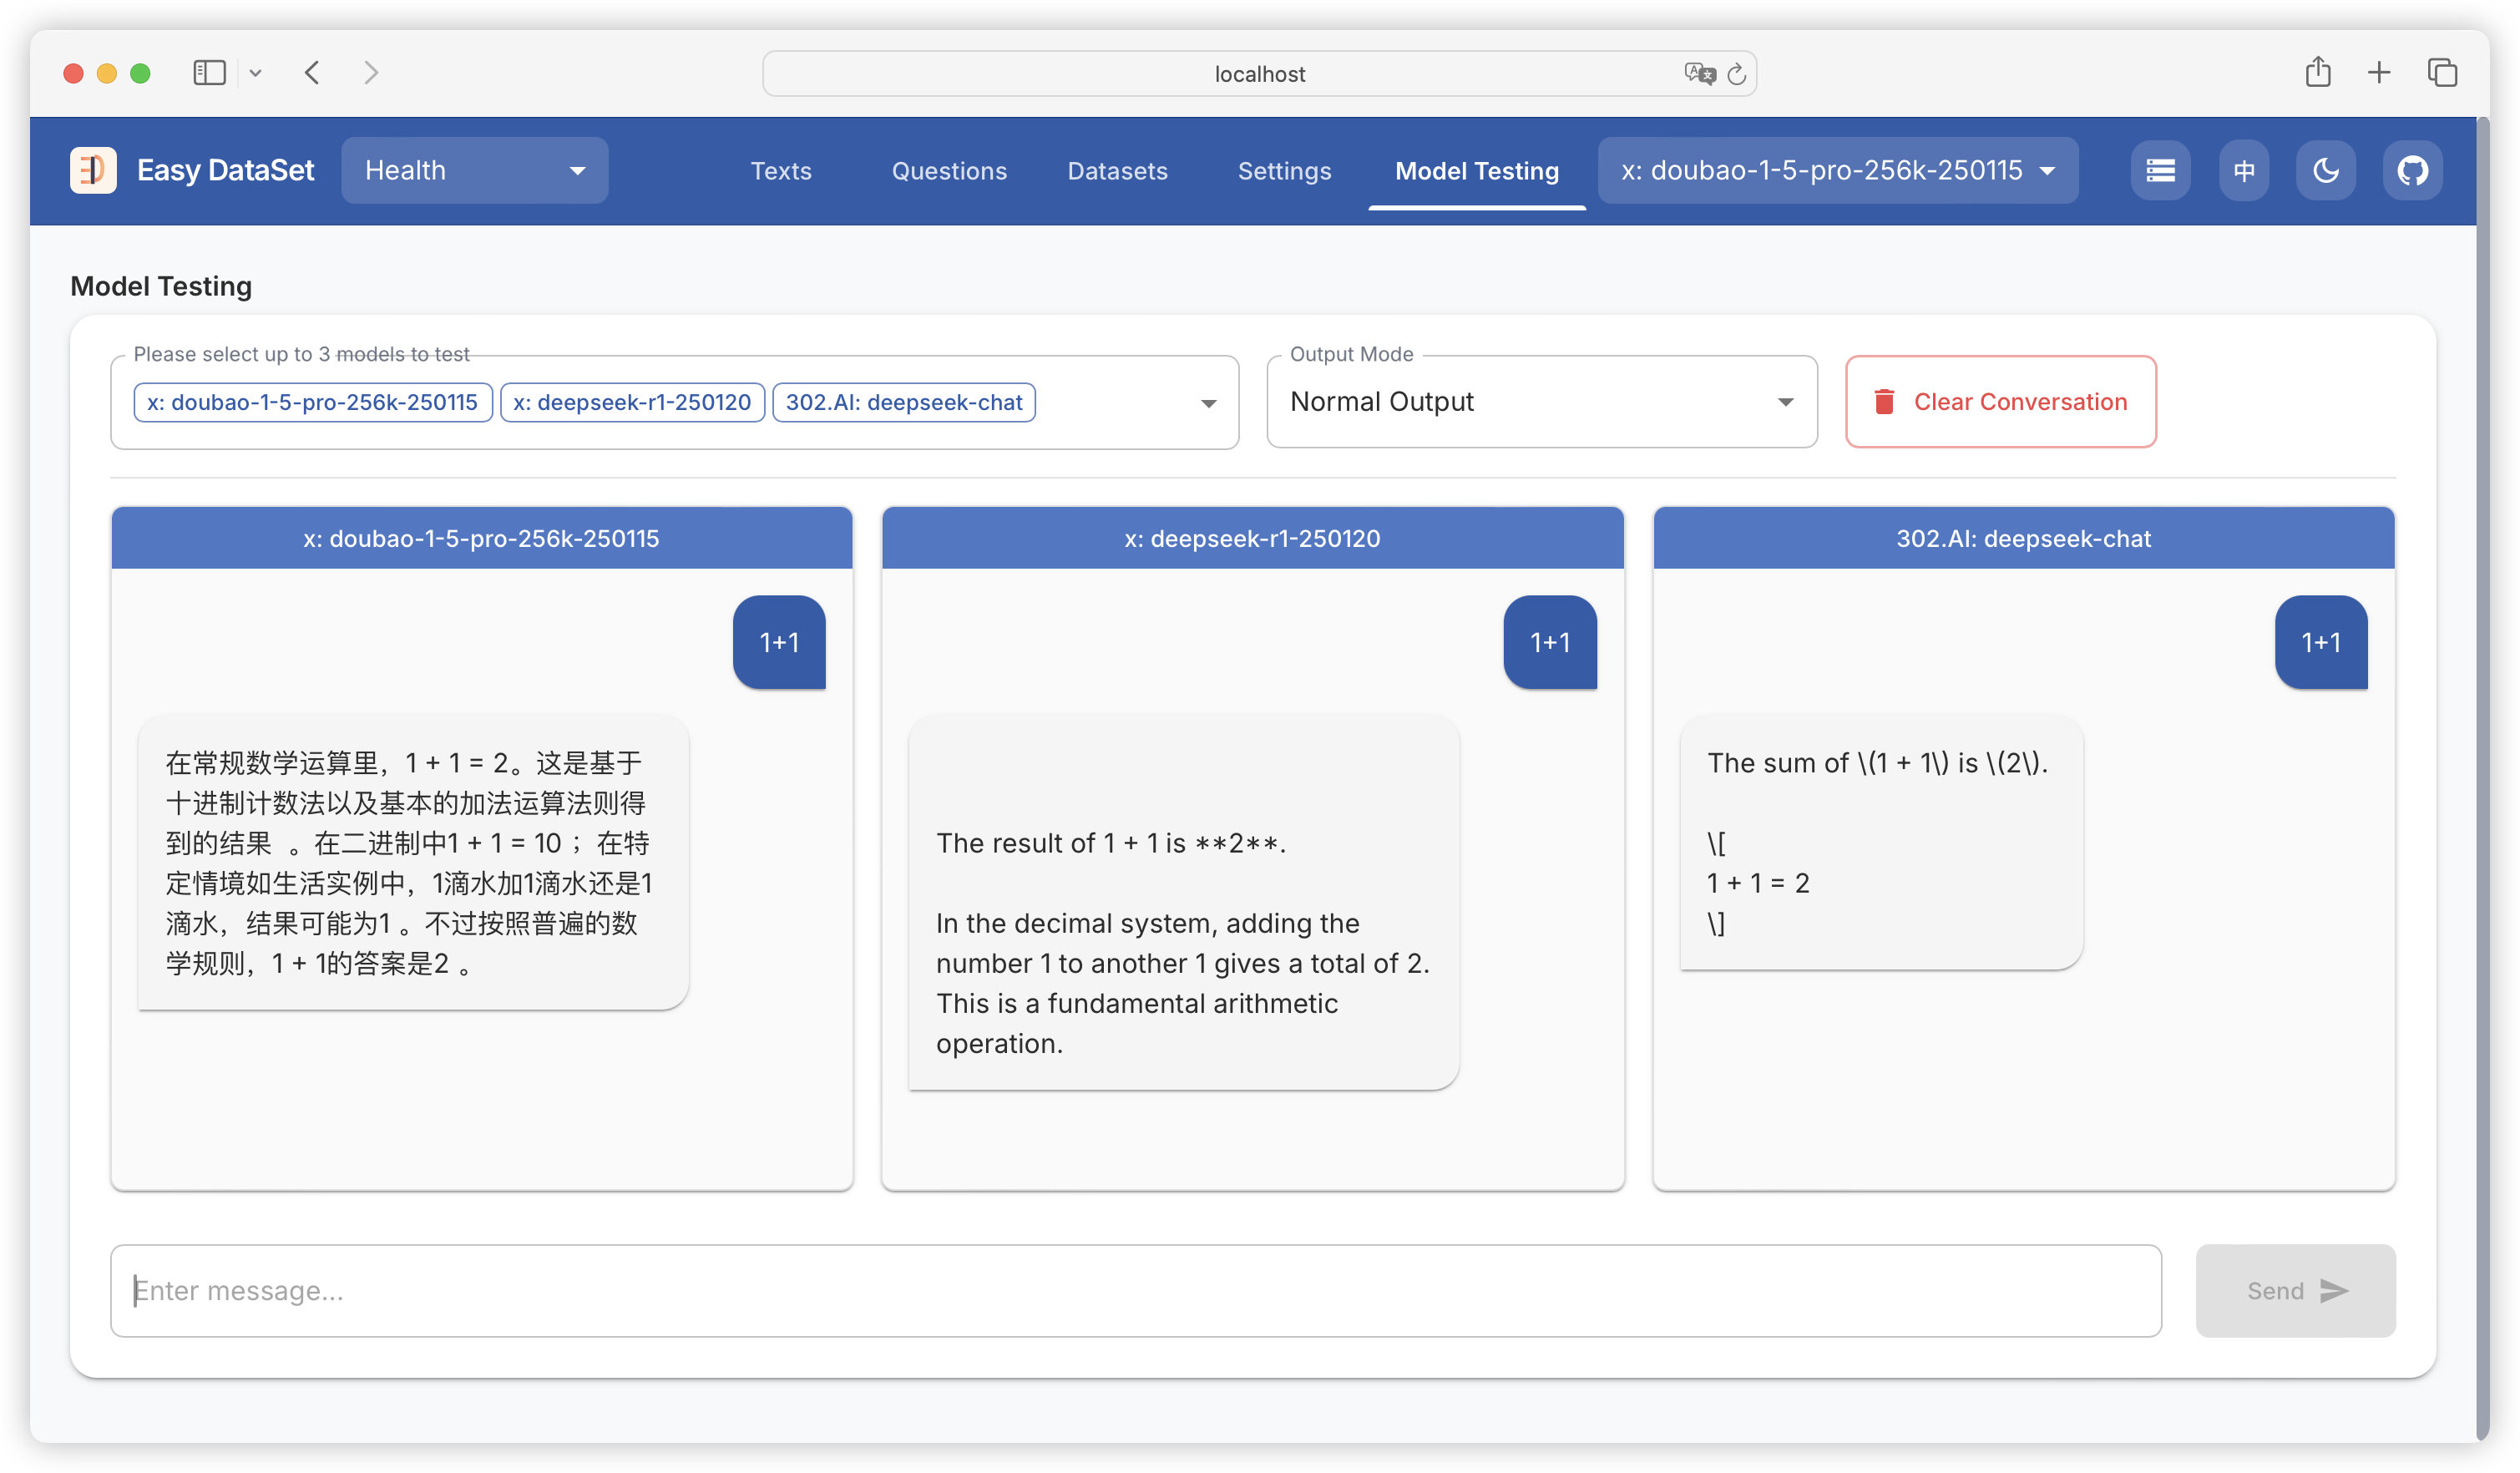 localhost
Easy DataSet
Health
Texts
Questions
Datasets
Settings
Model Testing
x: doubao-1-5-pro-256k-250115
中
Model Testing
Please select up to 3 models to test
x: doubao-1-5-pro-256k-250115
x: deepseek-r1-250120
302.AI: deepseek-chat
Output Mode
Normal Output
Clear Conversation
x: doubao-1-5-pro-256k-250115
1+1
在常规数学运算里，1 + 1 = 2。这是基于
十进制计数法以及基本的加法运算法则得
到的结果 。在二进制中1 + 1 = 10 ；在特
定情境如生活实例中，1滴水加1滴水还是1
滴水，结果可能为1 。不过按照普遍的数
学规则，1 + 1的答案是2 。
x: deepseek-r1-250120
1+1
The result of 1 + 1 is **2**.
In the decimal system, adding the
number 1 to another 1 gives a total of 2.
This is a fundamental arithmetic
operation.
302.AI: deepseek-chat
1+1
The sum of \(1 + 1\) is \(2\).
\[
1 + 1 = 2
\]
Enter message...
Send